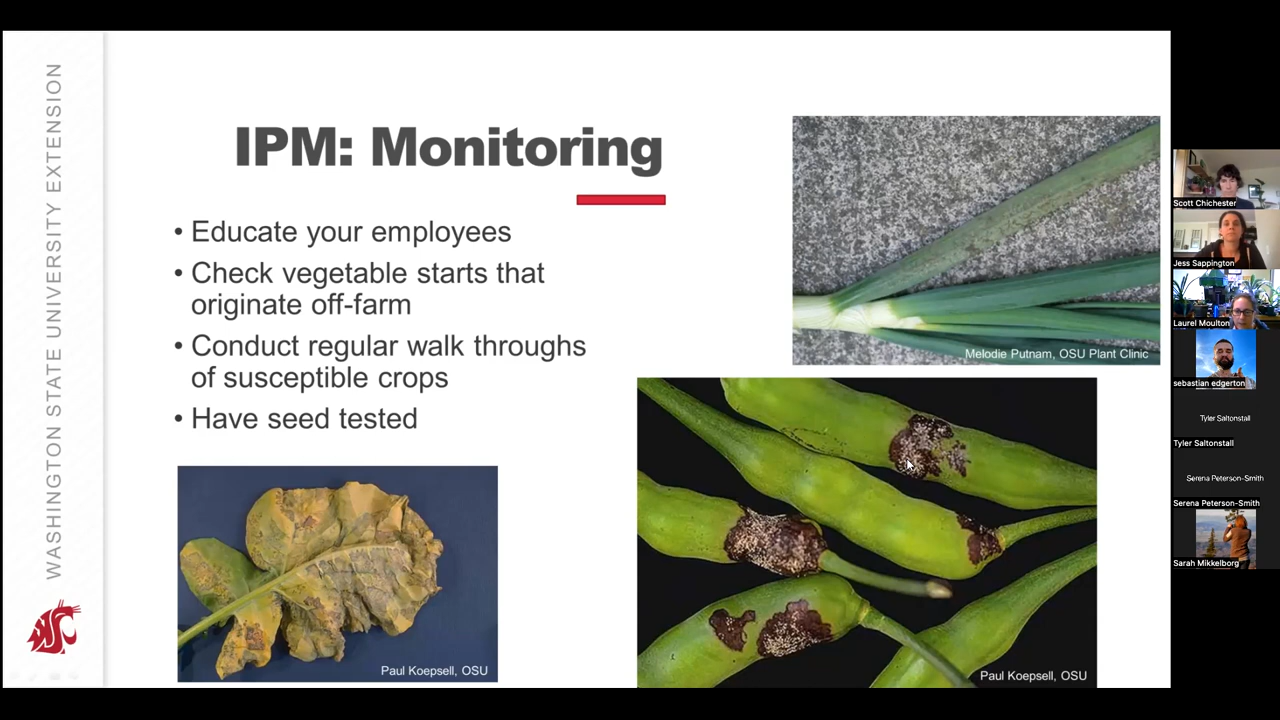 WASHINGTON STATE UNIVERSITY EXTENSION
IPM: Monitoring
• Educate your employees
• Check vegetable starts that
originate off-farm
• Conduct regular walk throughs
of susceptible crops
• Have seed tested
Melodie Putnam, OSU Plant Clinic
Paul Koepsell, OSU
Paul Koepsell, OSU
Scott Chichester
Jess Sappington
Laurel Moulton
sebastian edgerton
Tyler Saltonstall
Tyler Saltonstall
Serena Peterson-Smith
Serena Peterson-Smith
Sarah Mikkelborg